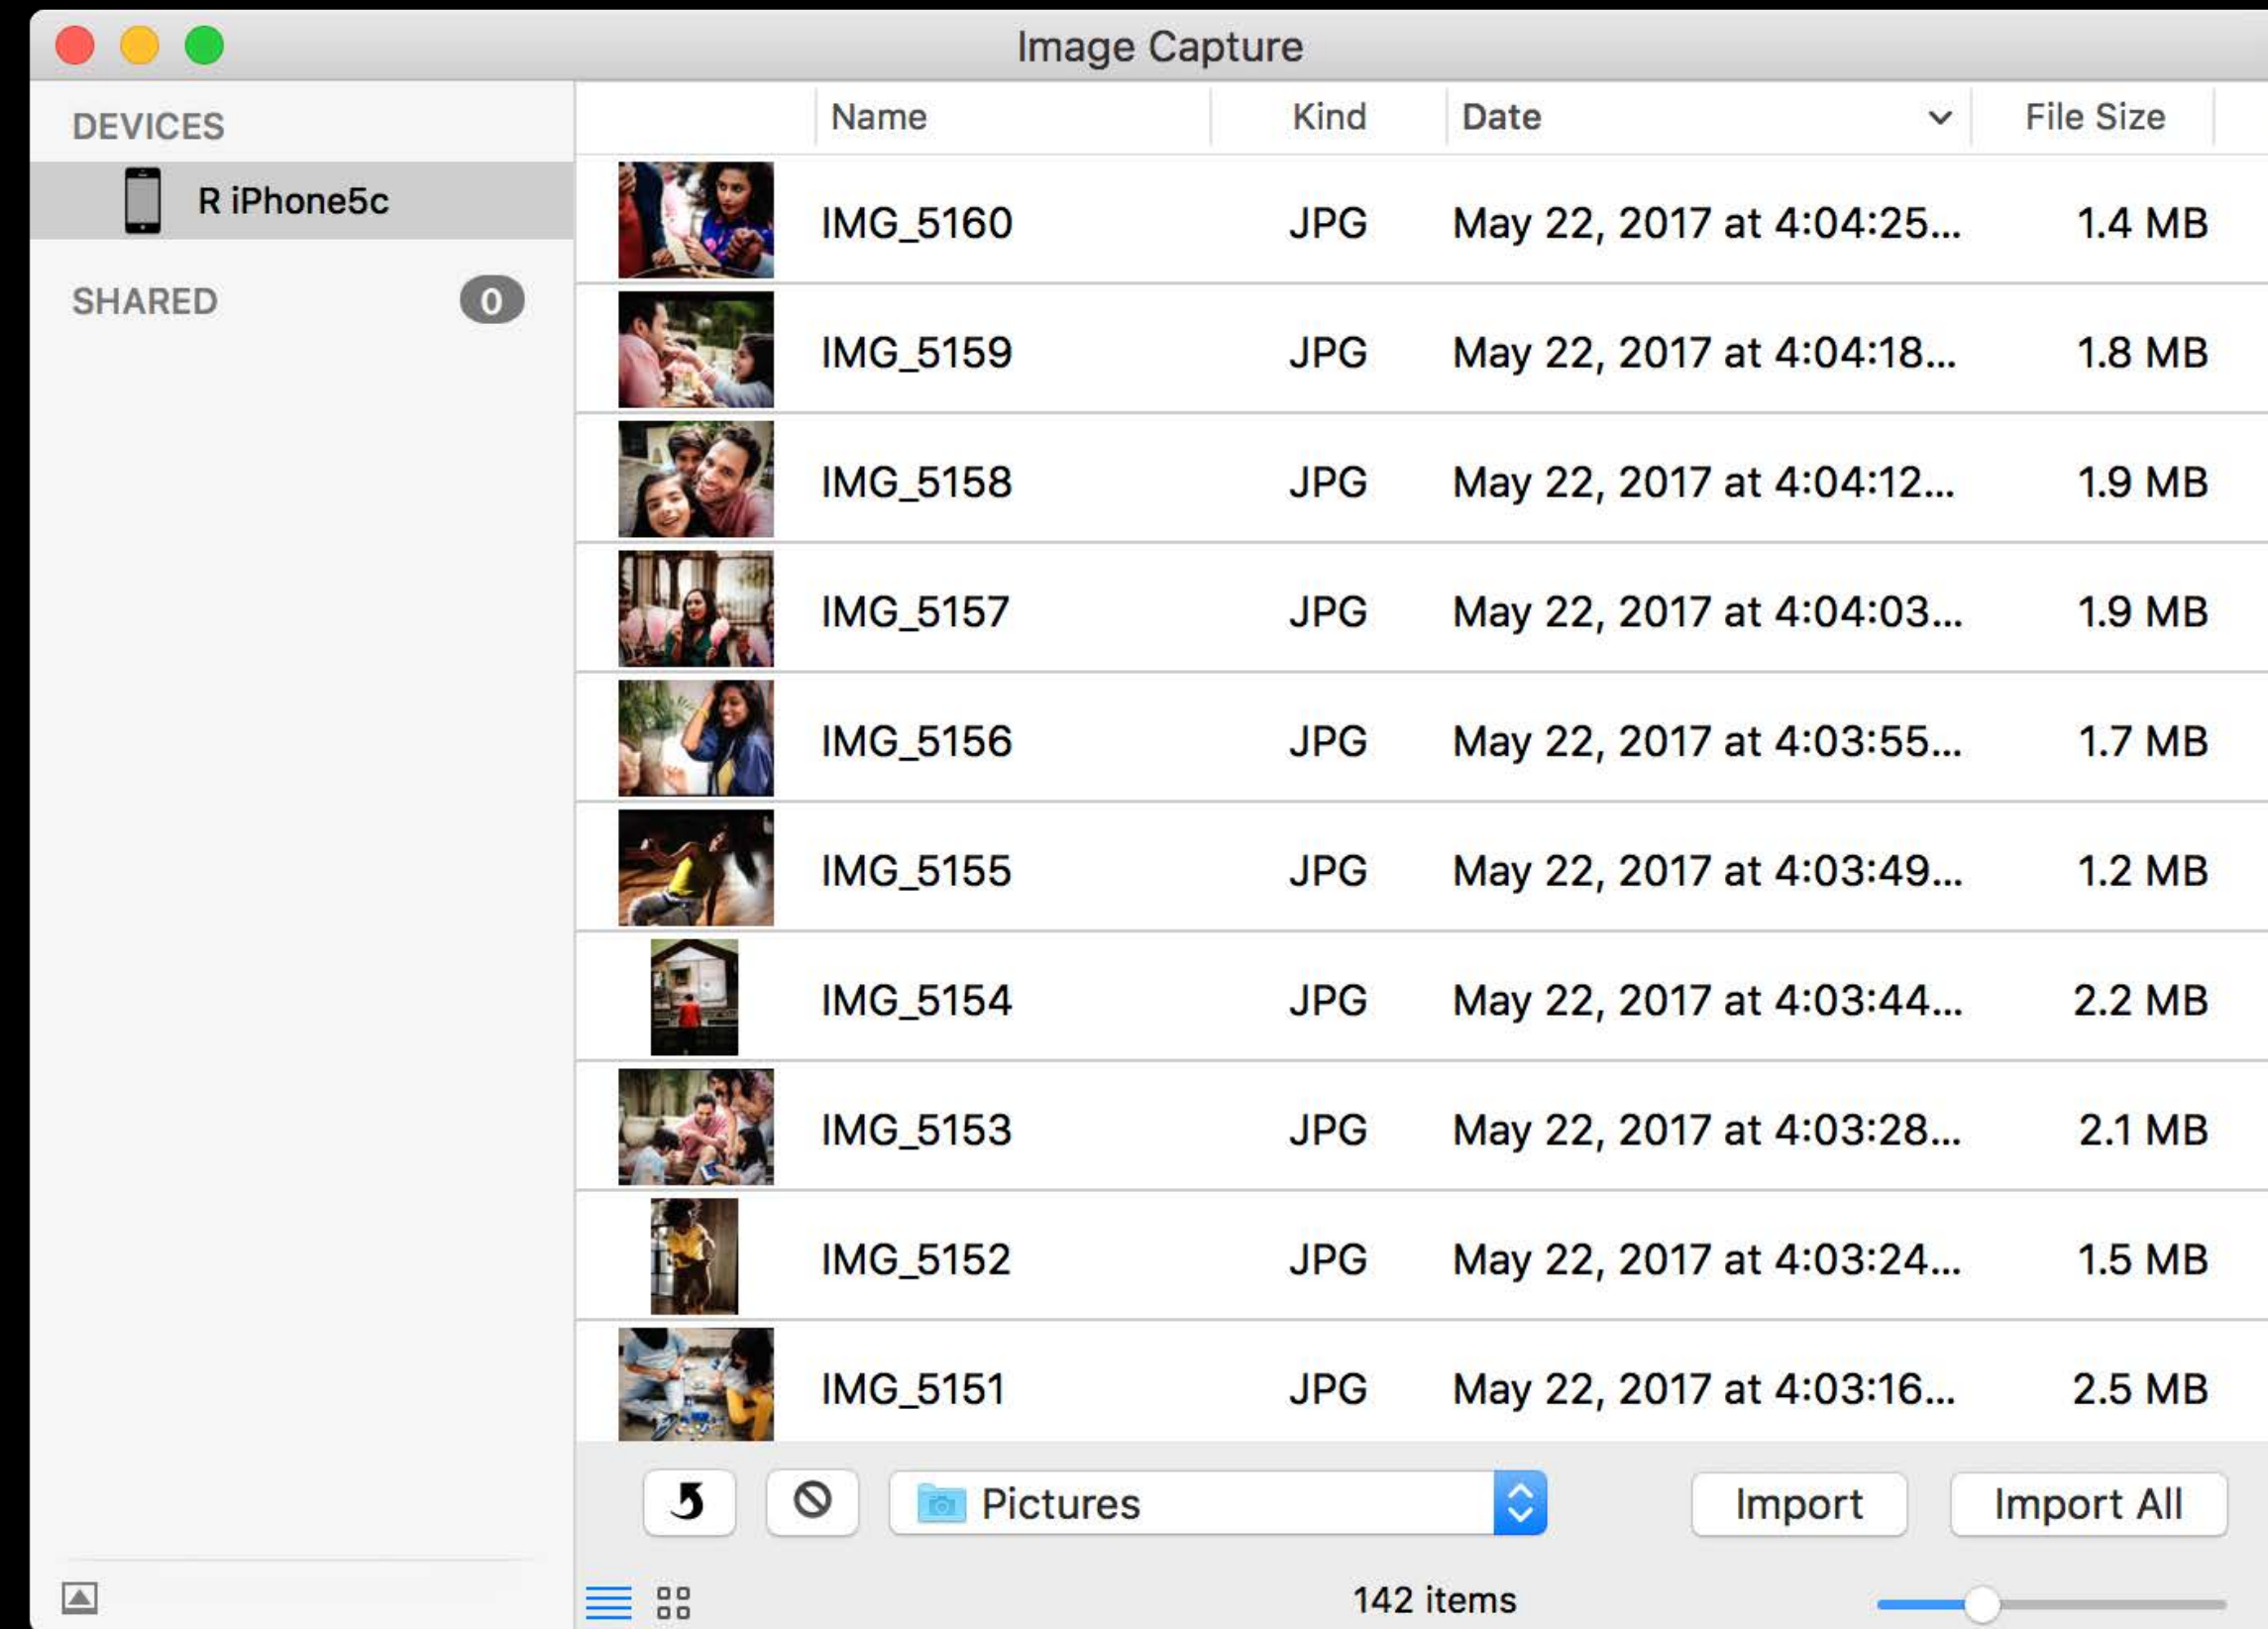 Image Capture
DEVICES
R iPhone5c
SHARED 0
Name Kind Date File Size
IMG_5160 JPG May 22, 2017 at 4:04:25... 1.4 MB
IMG_5159 JPG May 22, 2017 at 4:04:18... 1.8 MB
IMG_5158 JPG May 22, 2017 at 4:04:12... 1.9 MB
IMG_5157 JPG May 22, 2017 at 4:04:03... 1.9 MB
IMG_5156 JPG May 22, 2017 at 4:03:55... 1.7 MB
IMG_5155 JPG May 22, 2017 at 4:03:49... 1.2 MB
IMG_5154 JPG May 22, 2017 at 4:03:44... 2.2 MB
IMG_5153 JPG May 22, 2017 at 4:03:28... 2.1 MB
IMG_5152 JPG May 22, 2017 at 4:03:24... 1.5 MB
IMG_5151 JPG May 22, 2017 at 4:03:16... 2.5 MB
Pictures Import Import All
142 items